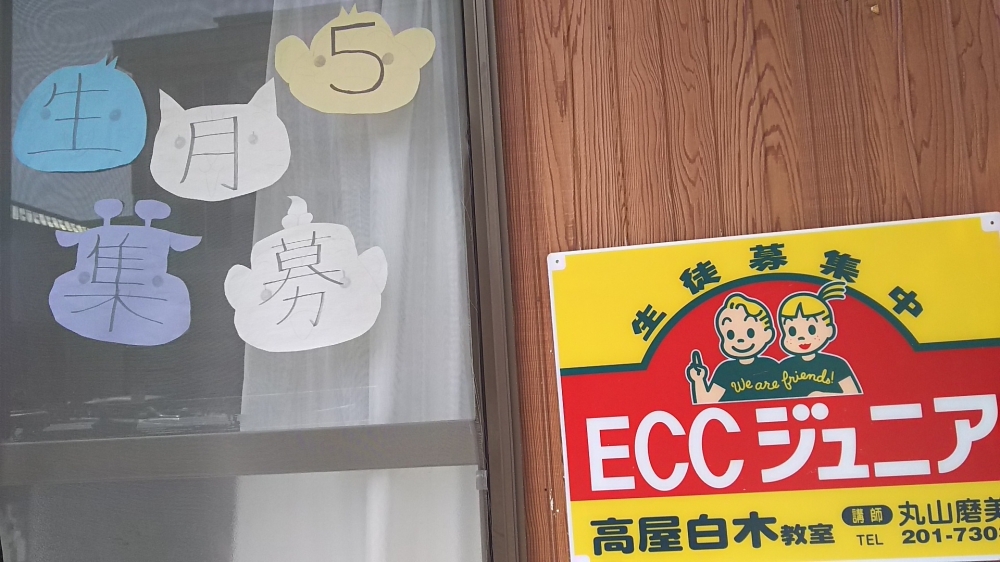 5月生
募集
生徒募集中
We are friends!
ECCジュニア
高屋白木教室
講師 丸山磨美
TEL 201-730